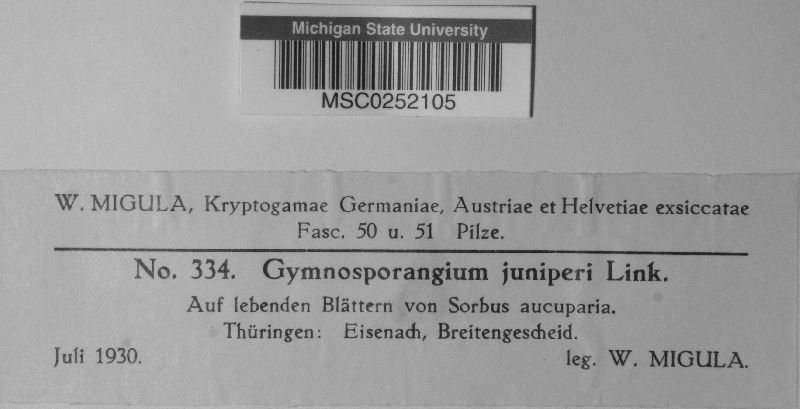 Michigan State University
MSC0252105
W. MIGULA, Kryptogamae Germaniae, Austriae et Helvetiae exsiccatae
Fasc. 50 u. 51 Pilze.
No. 334. Gymnosporangium juniperi Link.
Auf lebenden Blättern von Sorbus aucuparia.
Thüringen: Eisenach, Breitengescheid.
Juli 1930. leg. W. MIGULA.